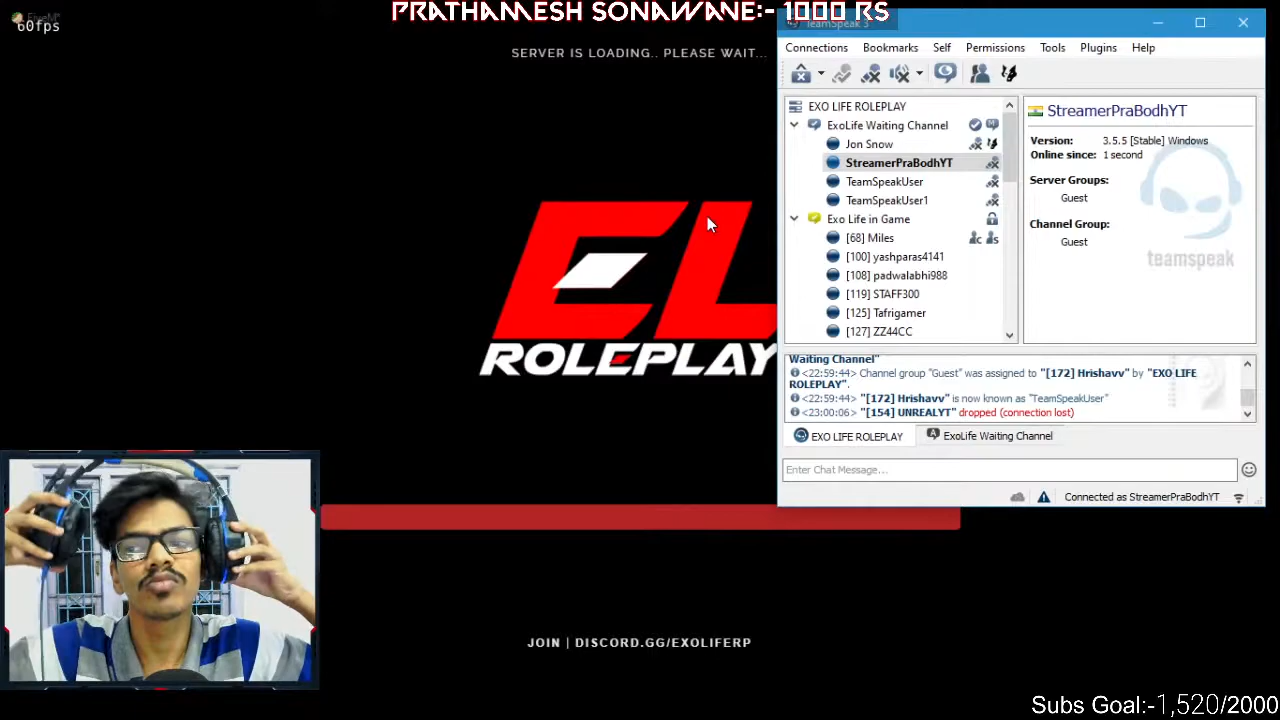 PRATHAMESH SONAWANE:- 1000 RS
FiveM
60fps
SERVER IS LOADING.. PLEASE WAIT...
EL
ROLEPLAY
JOIN | DISCORD.GG/EXOLIFERP
TeamSpeak 3
Connections Bookmarks Self Permissions Tools Plugins Help
EXO LIFE ROLEPLAY
ExoLife Waiting Channel
Jon Snow
StreamerPraBodhYT
TeamSpeakUser
TeamSpeakUser1
Exo Life in Game
[68] Miles
[100] yashparas4141
[108] padwalabhi988
[119] STAFF300
[125] Tafrigamer
[127] ZZ44CC
StreamerPraBodhYT
Version: 3.5.5 [Stable] Windows
Online since: 1 second
Server Groups:
Guest
Channel Group:
Guest
teamspeak
Waiting Channel"
<22:59:44> Channel group "Guest" was assigned to "[172] Hrishavv" by "EXO LIFE
ROLEPLAY".
<22:59:44> "[172] Hrishavv" is now known as "TeamSpeakUser"
<23:00:06> "[154] UNREALYT" dropped (connection lost)
EXO LIFE ROLEPLAY ExoLife Waiting Channel
Enter Chat Message...
Connected as StreamerPraBodhYT
Subs Goal:-1,520/2000